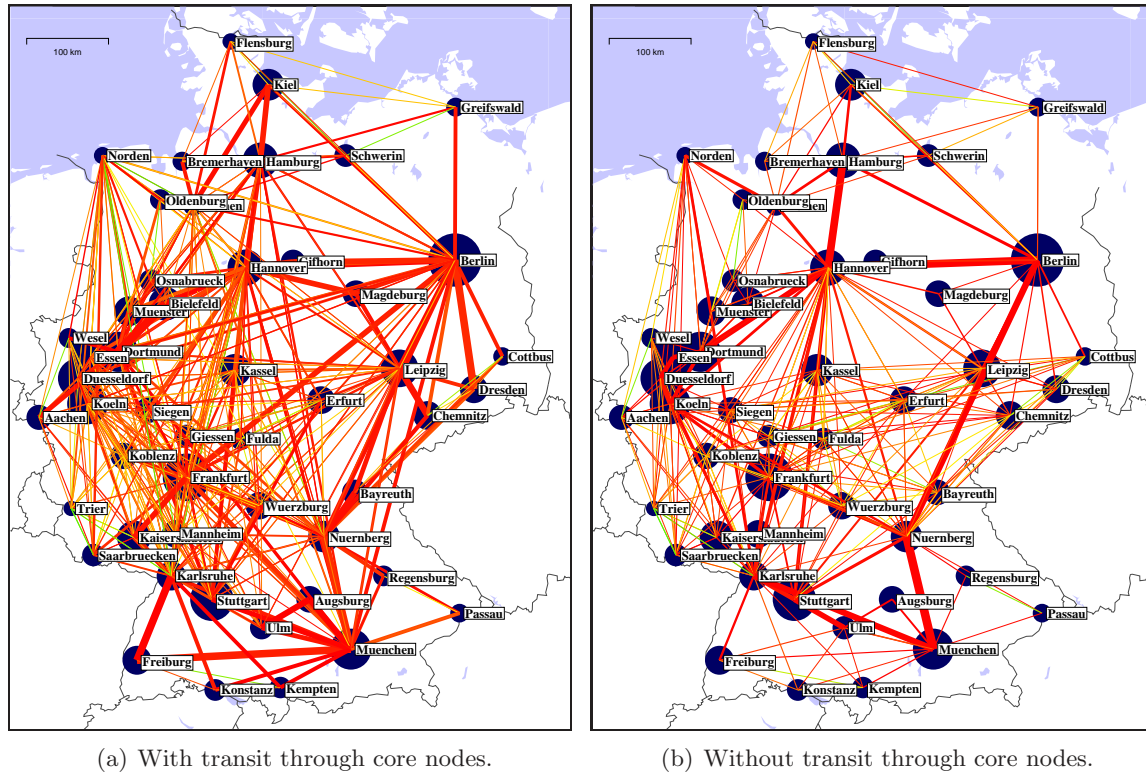 100 km
Flensburg
Kiel
Greifswald
Norden
Bremerhaven
Hamburg
Schwerin
Oldenburg
Hannover
Gifhorn
Berlin
Osnabrueck
Bielefeld
Magdeburg
Muenster
Wesel
Dortmund
Essen
Cottbus
Duesseldorf
Kassel
Leipzig
Dresden
Koeln
Erfurt
Aachen
Siegen
Chemnitz
Giessen
Fulda
Koblenz
Frankfurt
Bayreuth
Trier
Wuerzburg
Mannheim
Nuernberg
Saarbruecken
Karlsruhe
Regensburg
Stuttgart
Augsburg
Passau
Ulm
Muenchen
Freiburg
Konstanz
Kempten
(a) With transit through core nodes.
100 km
Flensburg
Kiel
Greifswald
Norden
Bremerhaven
Hamburg
Schwerin
Oldenburg
Hannover
Gifhorn
Berlin
Osnabrueck
Magdeburg
Bielefeld
Muenster
Wesel
Dortmund
Essen
Cottbus
Duesseldorf
Kassel
Leipzig
Dresden
Koeln
Erfurt
Aachen
Siegen
Chemnitz
Giessen
Fulda
Koblenz
Frankfurt
Bayreuth
Trier
Wuerzburg
Mannheim
Nuernberg
Saarbruecken
Karlsruhe
Regensburg
Stuttgart
Augsburg
Passau
Ulm
Muenchen
Freiburg
Konstanz
Kempten
(b) Without transit through core nodes.